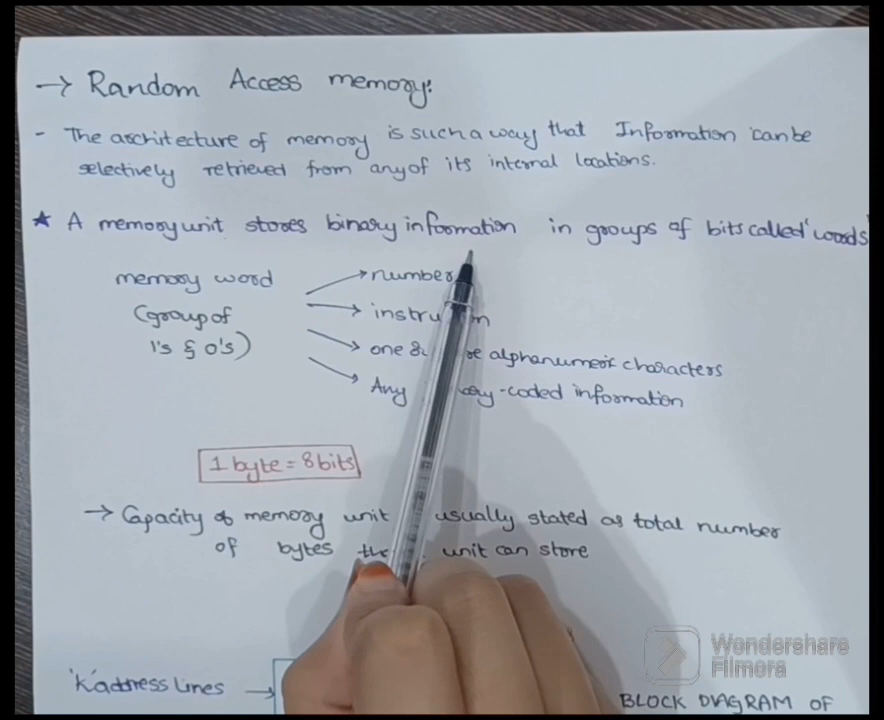 → Random Access memory:
- The architecture of memory is such a way that Information can be
selectively retrieved from any of its internal locations.
★ A memory unit stores binary information in groups of bits called 'words'
memory word
(group of
1's & 0's)
→ number
→ instru n
→ one & re alphanumeric characters
→ Any ary-coded information
1 byte = 8 bits
→ Capacity of memory unit usually stated as total number
of bytes the unit can store
'K' address lines →
BLOCK DIAGRAM OF
Wondershare
Filmora